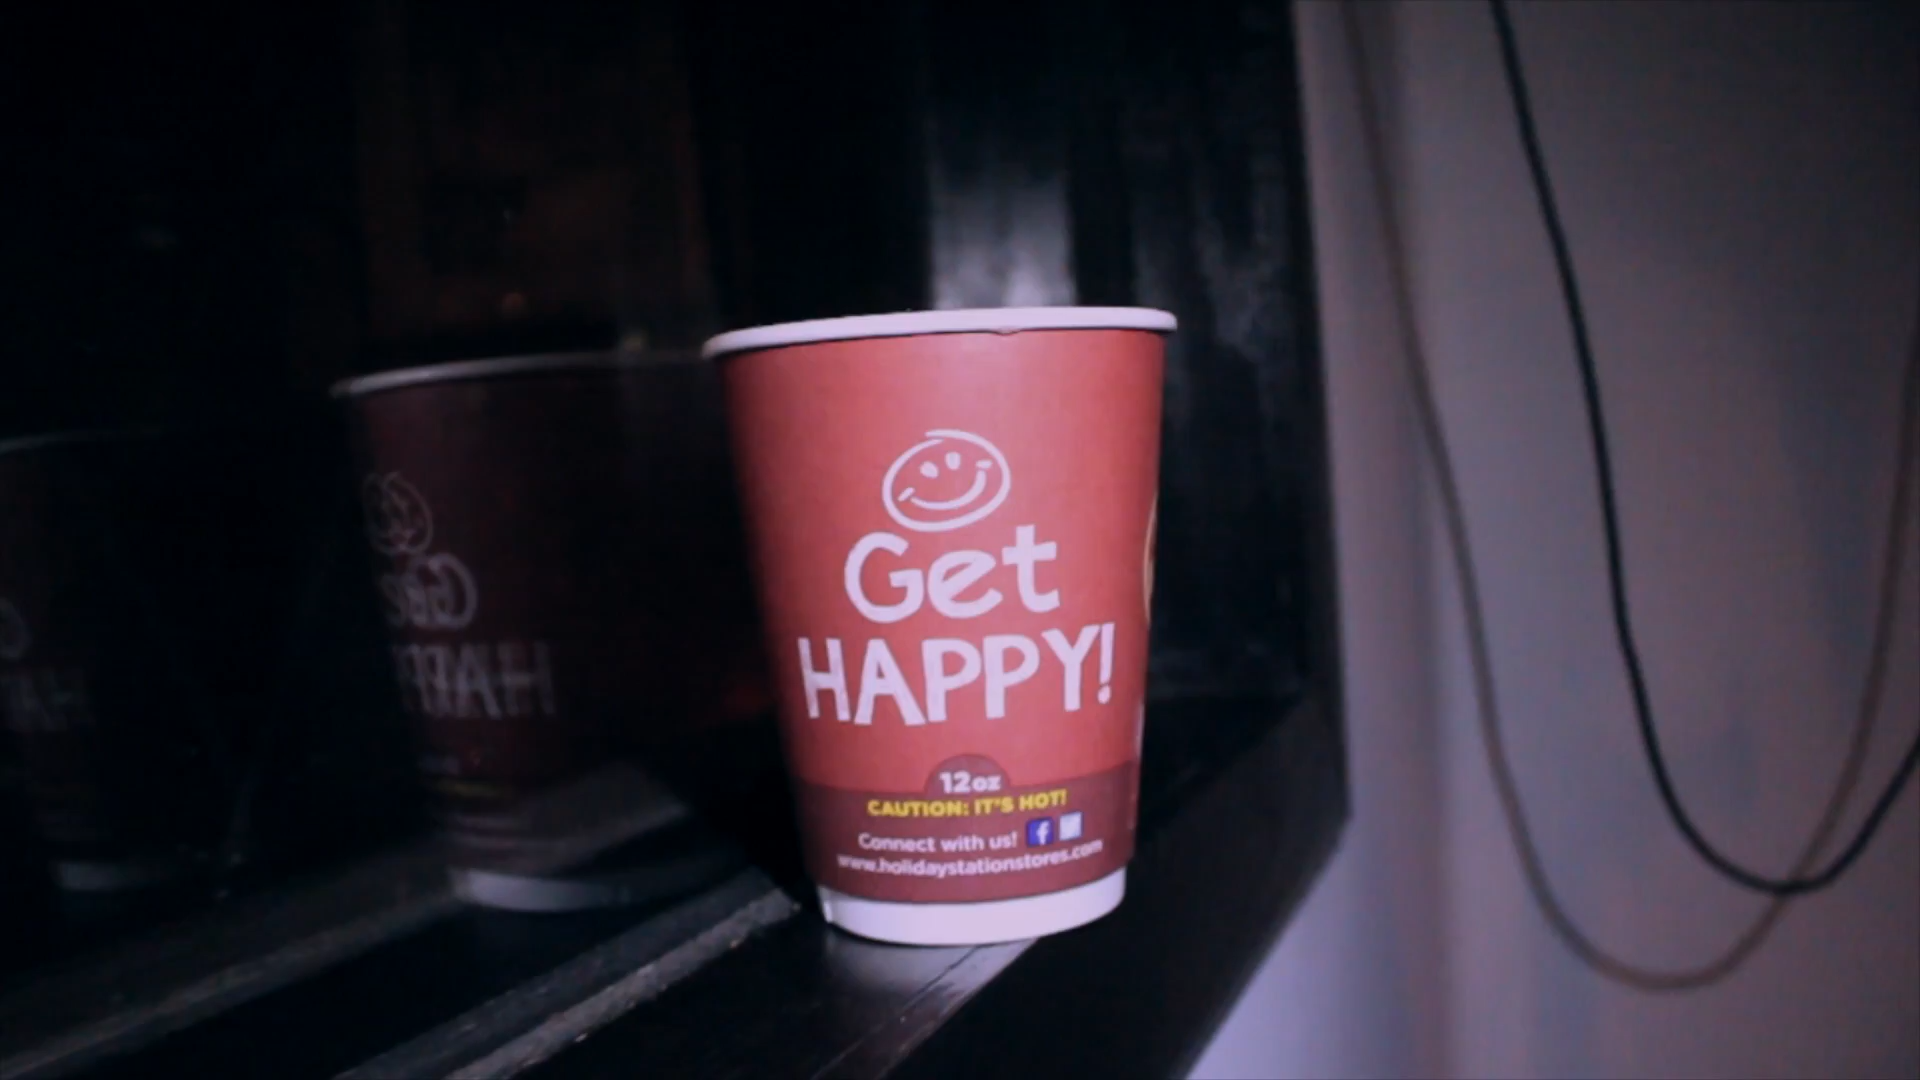 Get
HAPPY!
12oz
CAUTION: IT'S HOT!
Connect with us! f
www.holidaystationstores.com